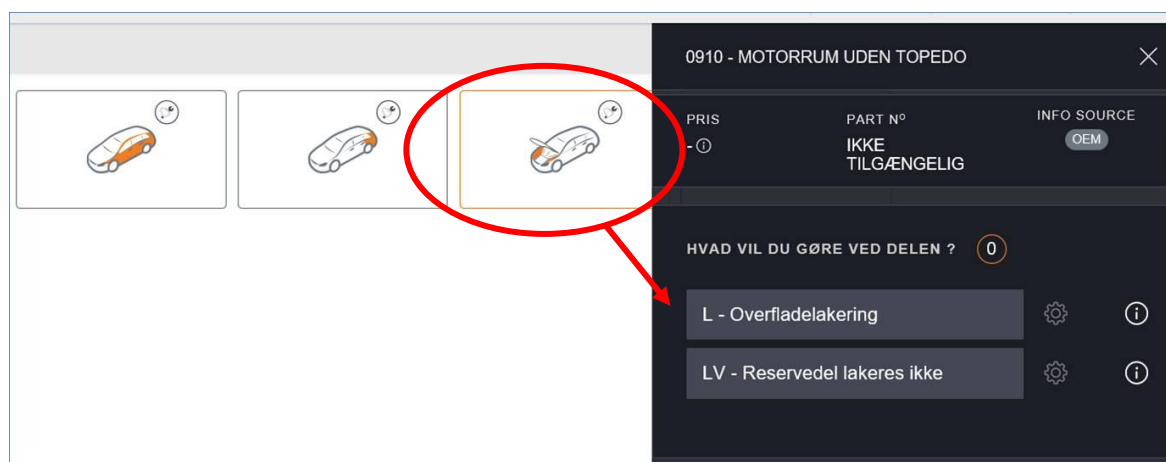 0910 - MOTORRUM UDEN TOPEDO
PRIS
PART Nº
INFO SOURCE
-
IKKE
TILGÆNGELIG
OEM
HVAD VIL DU GØRE VED DELEN ?
0
L - Overfladelakering
LV - Reservedel lakeres ikke